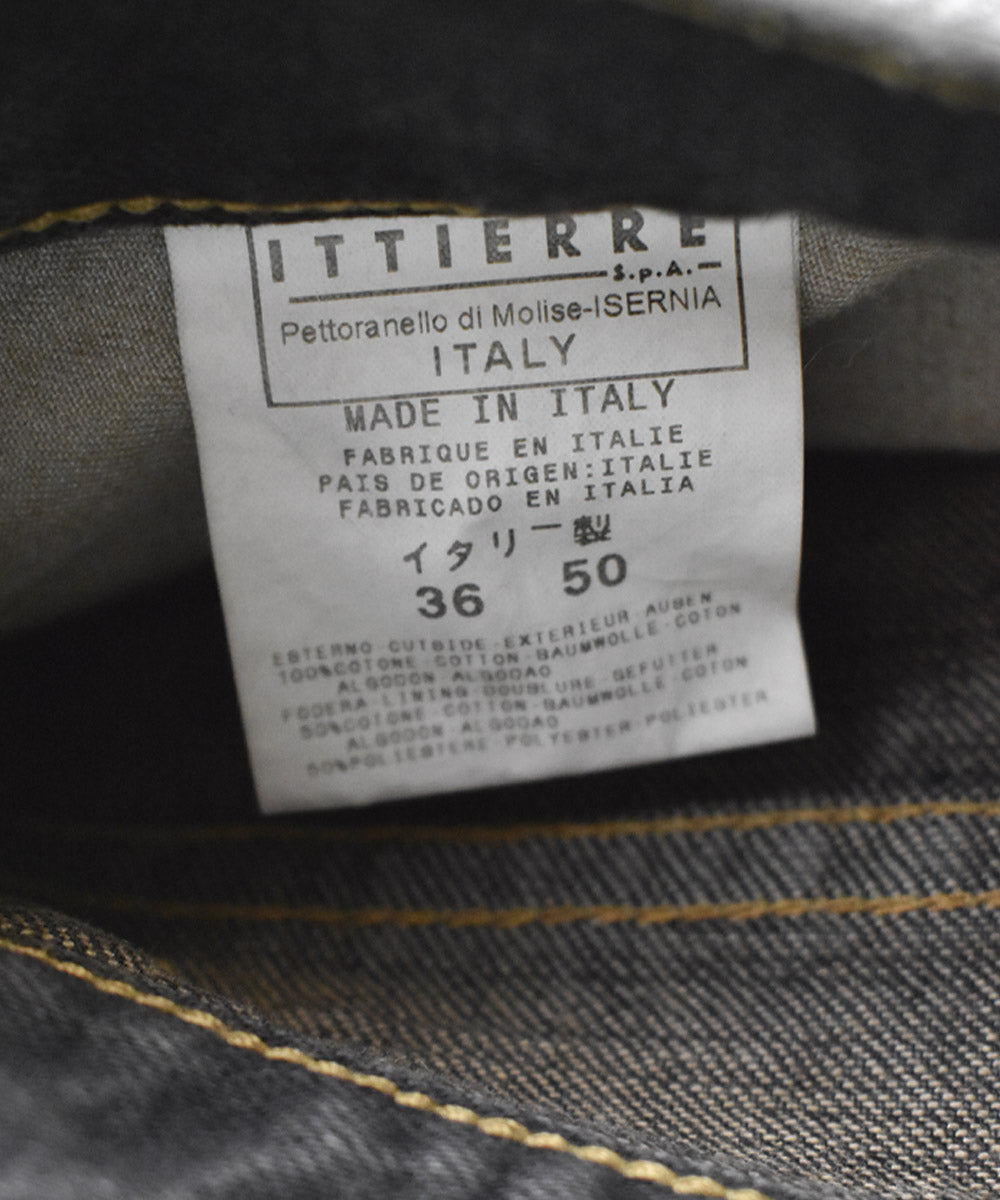 ITTIERRE
S.p.A.
Pettoranello di Molise-ISERNIA
ITALY
MADE IN ITALY
FABRIQUE EN ITALIE
PAIS DE ORIGEN:ITALIE
FABRICADO EN ITALIA
イタリー製
36 50
ESTERNO·OUTSIDE·EXTERIEUR·AUBEN
100%COTONE·COTTON·BAUMWOLLE·COTON
ALGODON·ALGODAO
FODERA·LINING·DOUBLURE·GEFUTTER
50%COTONE·COTTON·BAUMWOLLE·COTON
ALGODON·ALGODAO
50%POLIESTERE·POLYESTER·POLIESTER